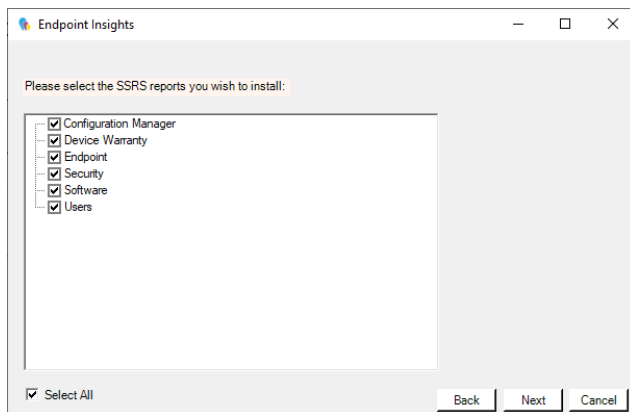 Endpoint Insights
Please select the SSRS reports you wish to install:
Configuration Manager
Device Warranty
Endpoint
Security
Software
Users
Select All
Back
Next
Cancel